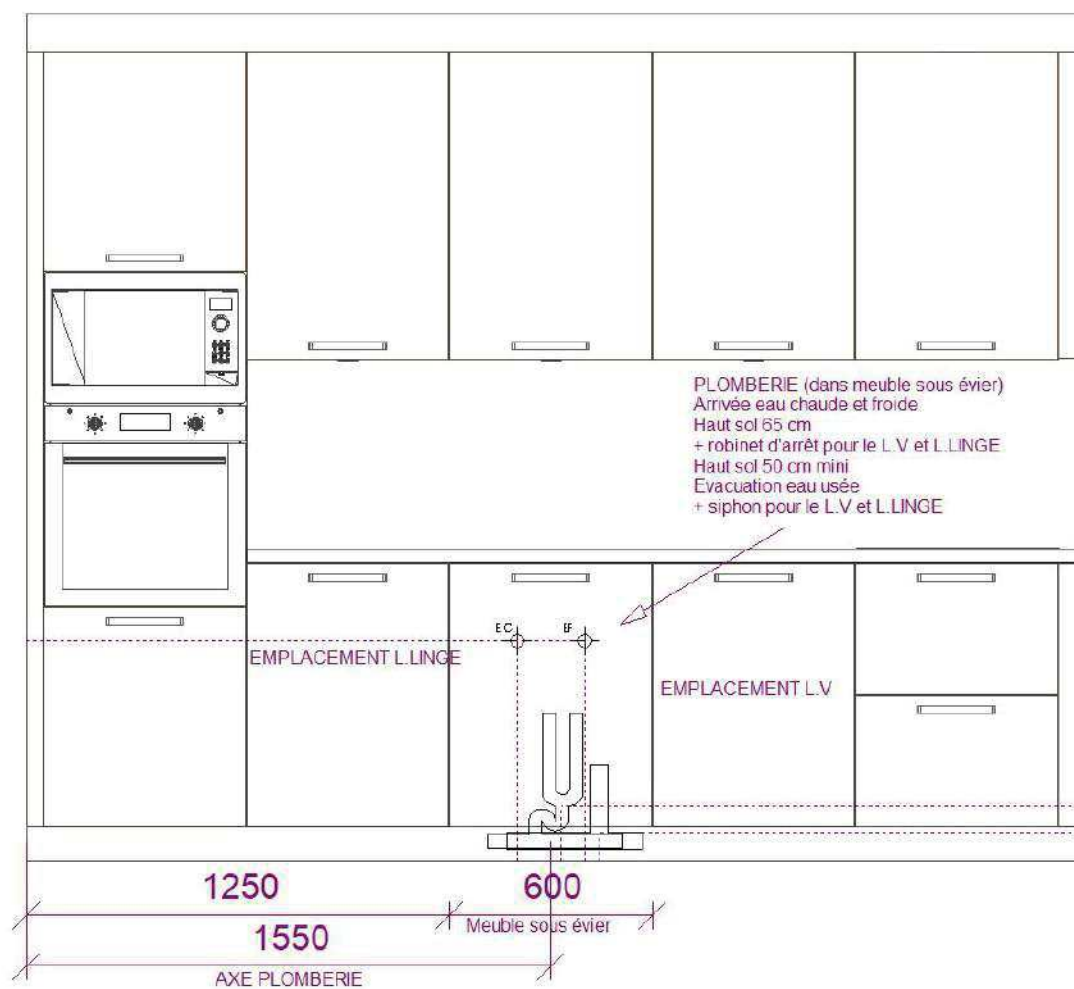 PLOMBERIE (dans meuble sous évier)
Arrivée eau chaude et froide
Haut sol 65 cm
+ robinet d'arrêt pour le L.V et L.LINGE
Haut sol 50 cm mini
Evacuation eau usée
+ siphon pour le L.V et L.LINGE
EC EF
EMPLACEMENT L.LINGE
EMPLACEMENT L.V
1250 600
Meuble sous évier
1550
AXE PLOMBERIE